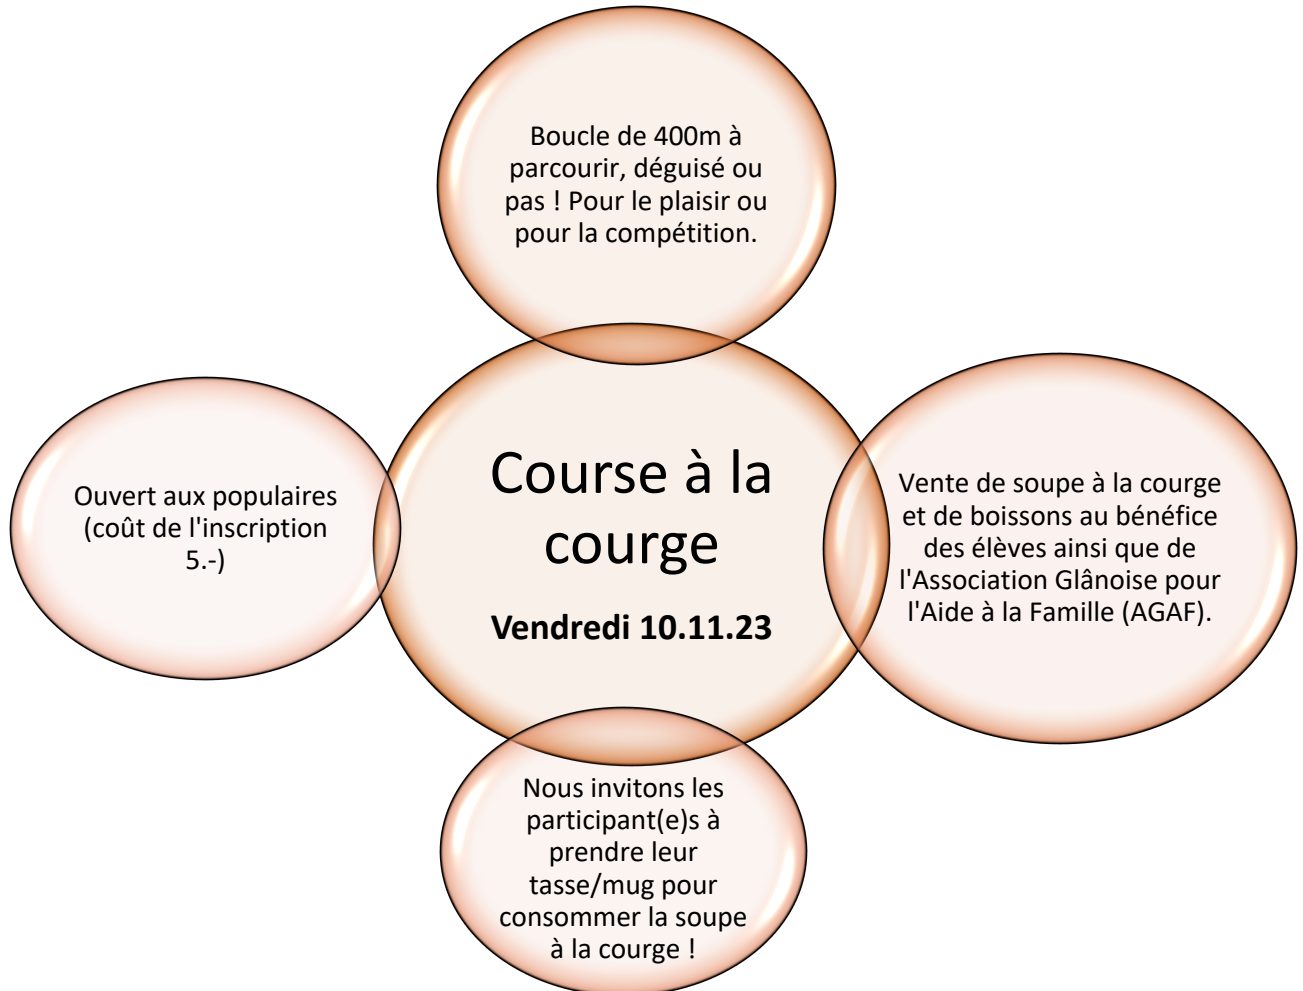 Boucle de 400m à
parcourir, déguisé ou
pas ! Pour le plaisir ou
pour la compétition.
Ouvert aux populaires
(coût de l'inscription
5.-)
Course à la
courge
Vendredi 10.11.23
Vente de soupe à la courge
et de boissons au bénéfice
des élèves ainsi que de
l'Association Glânoise pour
l'Aide à la Famille (AGAF).
Nous invitons les
participant(e)s à
prendre leur
tasse/mug pour
consommer la soupe
à la courge !